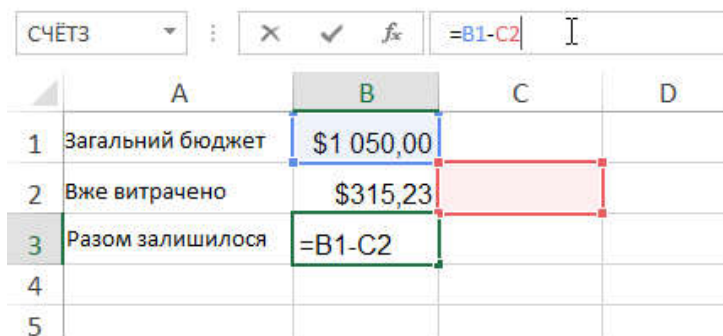 СЧЁТЗ fx =B1-C2
A B C D
1 Загальний бюджет $1 050,00
2 Вже витрачено $315,23
3 Разом залишилося =B1-C2
4
5